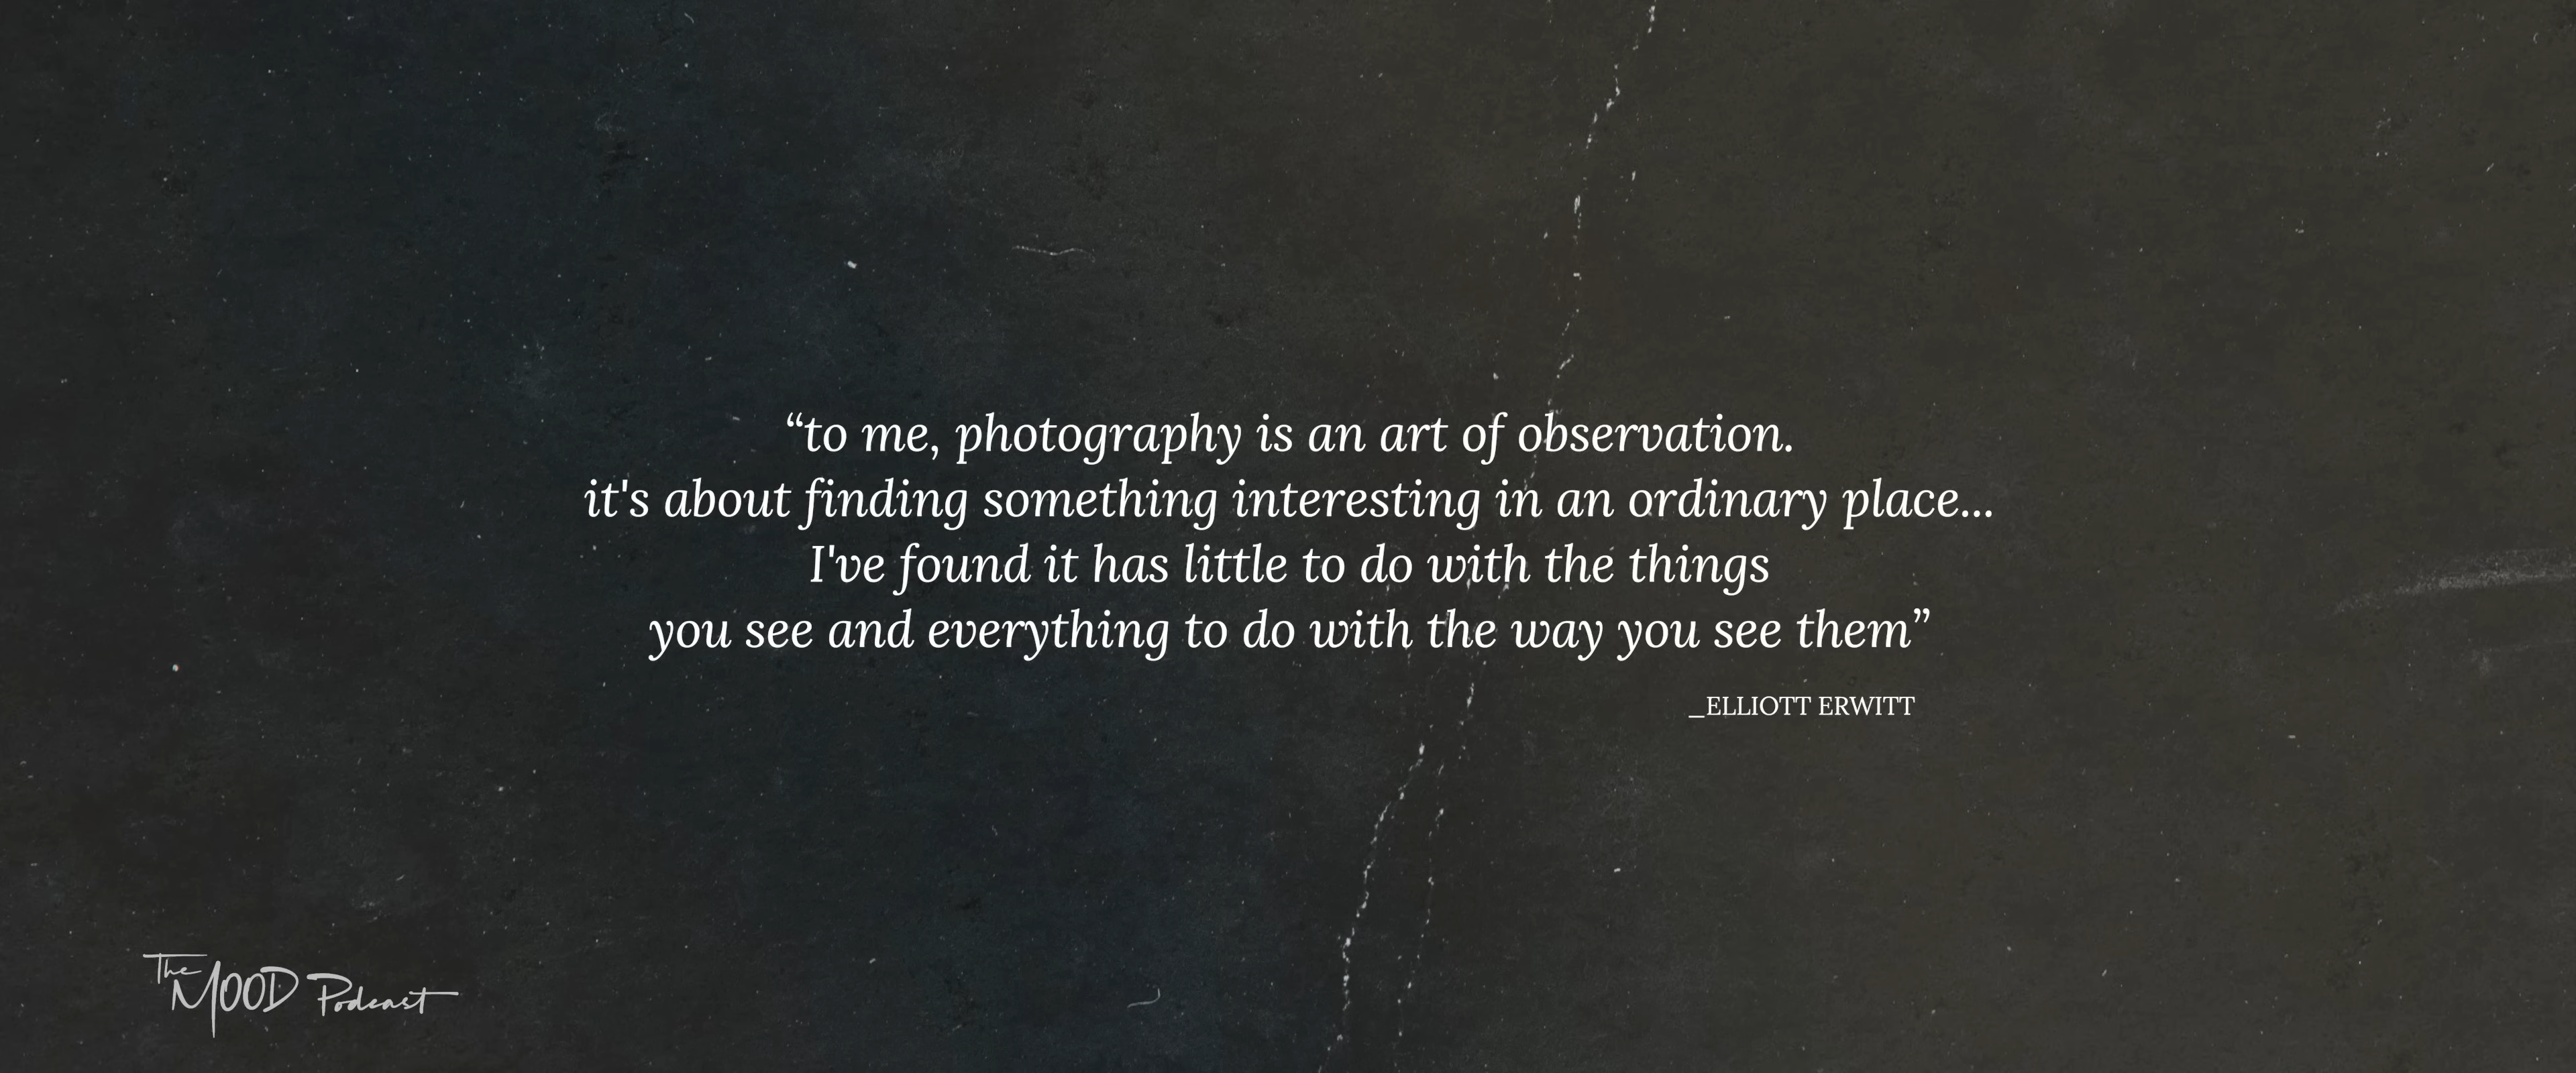 “to me, photography is an art of observation.
it's about finding something interesting in an ordinary place...
I've found it has little to do with the things
you see and everything to do with the way you see them”
_ELLIOTT ERWITT
The
MOOD Podcast